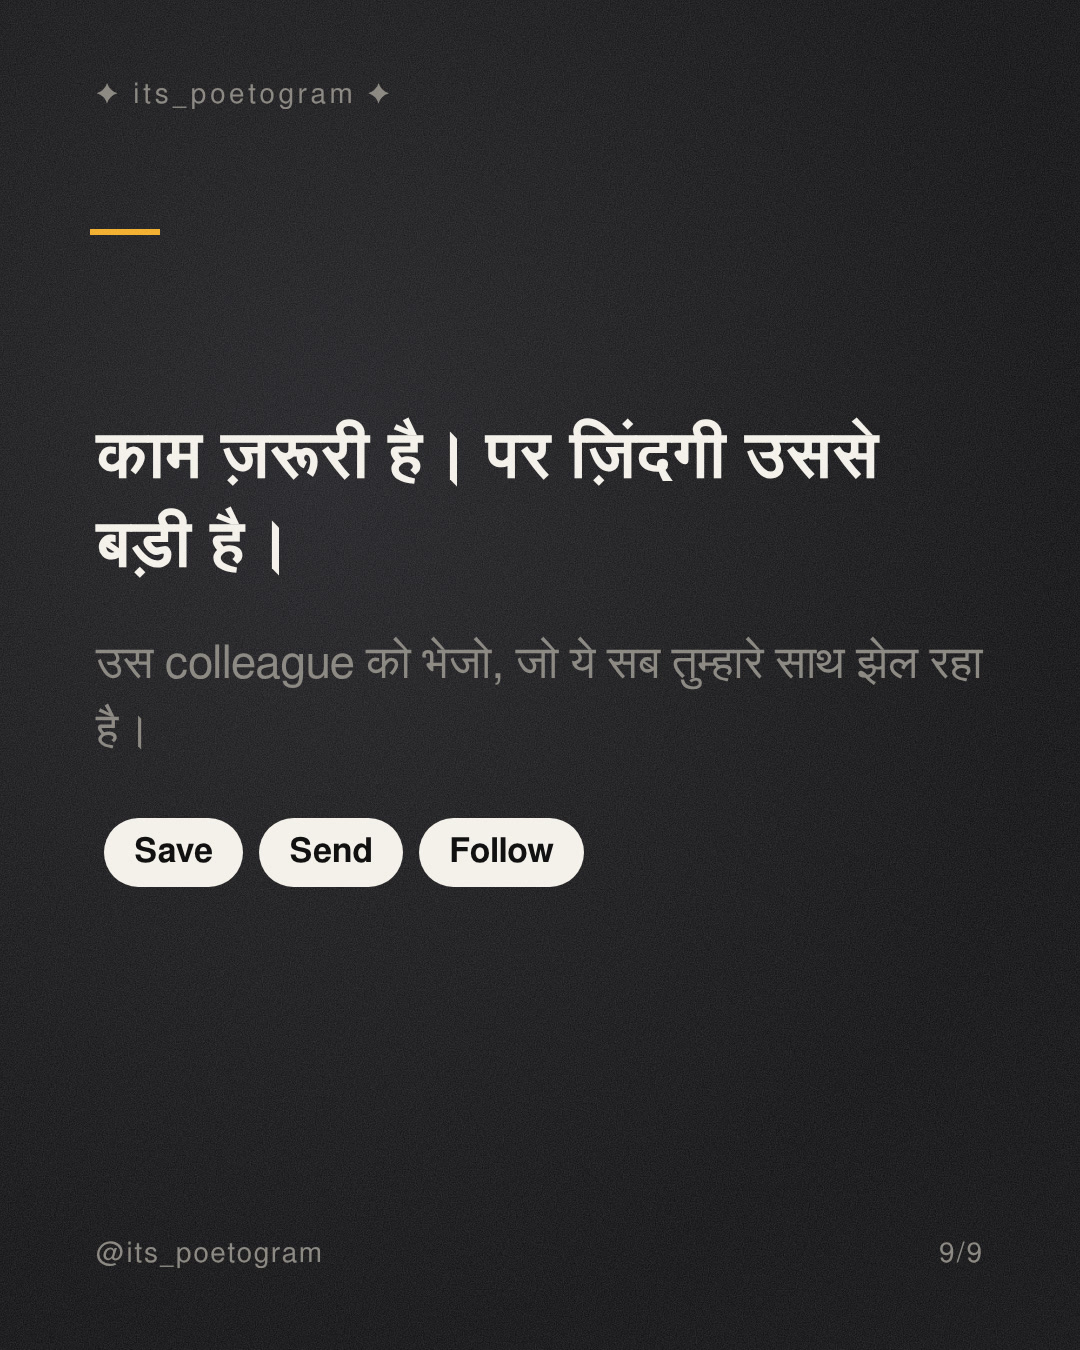 ✦ its_poetogram ✦
काम ज़रूरी है। पर ज़िंदगी उससे
बड़ी है।
उस colleague को भेजो, जो ये सब तुम्हारे साथ झेल रहा
है।
Save Send Follow
@its_poetogram 9/9